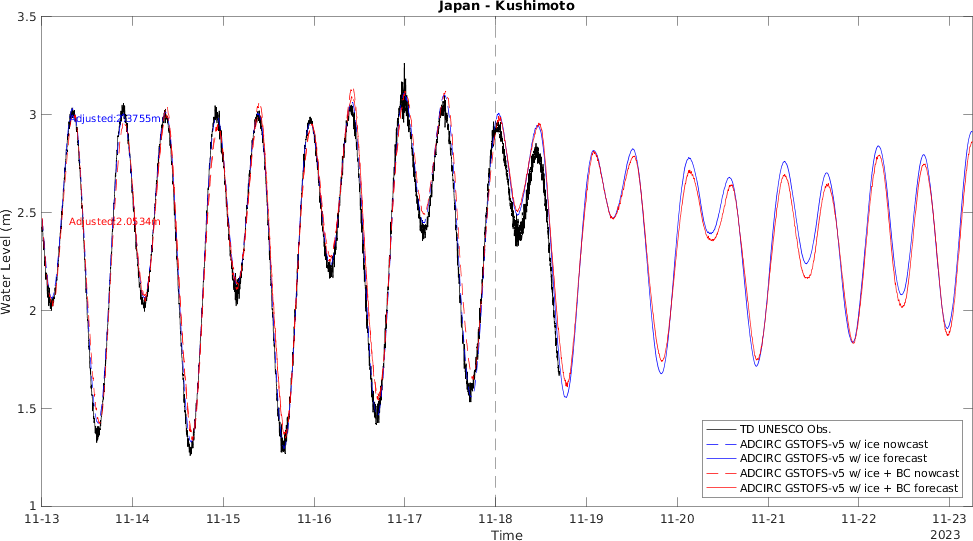 Japan - Kushimoto
3.5
3
2.5
2
1.5
1
Water Level (m)
Adjusted:2.3755m
Adjusted:2.0534m
TD UNESCO Obs.
ADCIRC GSTOFS-v5 w/ ice nowcast
ADCIRC GSTOFS-v5 w/ ice forecast
ADCIRC GSTOFS-v5 w/ ice + BC nowcast
ADCIRC GSTOFS-v5 w/ ice + BC forecast
11-13 11-14 11-15 11-16 11-17 11-18 11-19 11-20 11-21 11-22 11-23
Time 2023